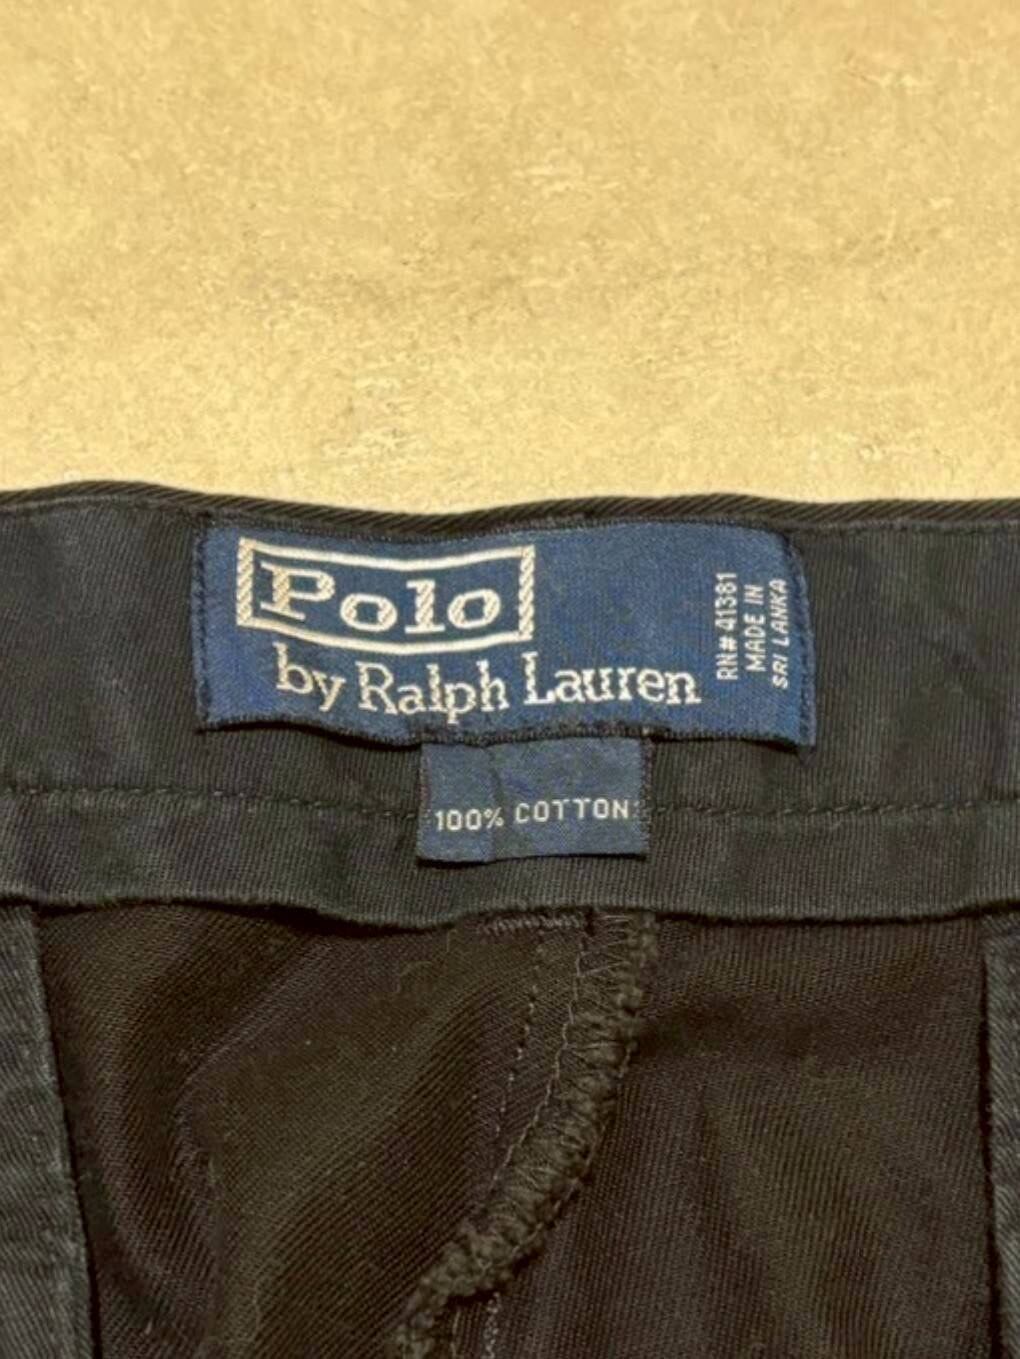 Polo
by Ralph Lauren
RN# 41381
MADE IN
SRI LANKA
100% COTTON